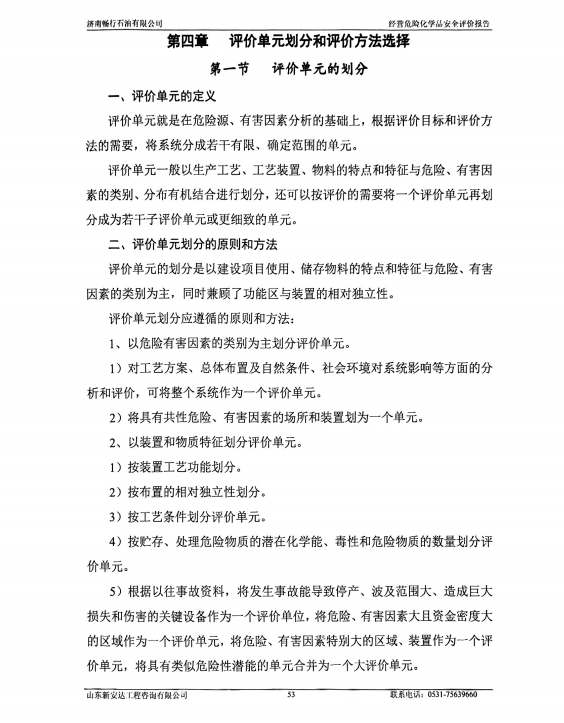 济南畅行石油有限公司 经营危险化学品安全评价报告
第四章 评价单元划分和评价方法选择
第一节 评价单元的划分
一、评价单元的定义
评价单元就是在危险源、有害因素分析的基础上，根据评价目标和评价方
法的需要，将系统分成若干有限、确定范围的单元。
评价单元一般以生产工艺、工艺装置、物料的特点和特征与危险、有害因
素的类别、分布有机结合进行划分，还可以按评价的需要将一个评价单元再划
分成为若干子评价单元或更细致的单元。
二、评价单元划分的原则和方法
评价单元的划分是以建设项目使用、储存物料的特点和特征与危险、有害
因素的类别为主，同时兼顾了功能区与装置的相对独立性。
评价单元划分应遵循的原则和方法：
1、以危险有害因素的类别为主划分评价单元。
1）对工艺方案、总体布置及自然条件、社会环境对系统影响等方面的分
析和评价，可将整个系统作为一个评价单元。
2）将具有共性危险、有害因素的场所和装置划为一个单元。
2、以装置和物质特征划分评价单元。
1）按装置工艺功能划分。
2）按布置的相对独立性划分。
3）按工艺条件划分评价单元。
4）按贮存、处理危险物质的潜在化学能、毒性和危险物质的数量划分评
价单元。
5）根据以往事故资料，将发生事故能导致停产、波及范围大、造成巨大
损失和伤害的关键设备作为一个评价单位，将危险、有害因素大且资金密度大
的区域作为一个评价单元，将危险、有害因素特别大的区域、装置作为一个评
价单元，将具有类似危险性潜能的单元合并为一个大评价单元。
山东新安达工程咨询有限公司 53 联系电话：0531-75639660